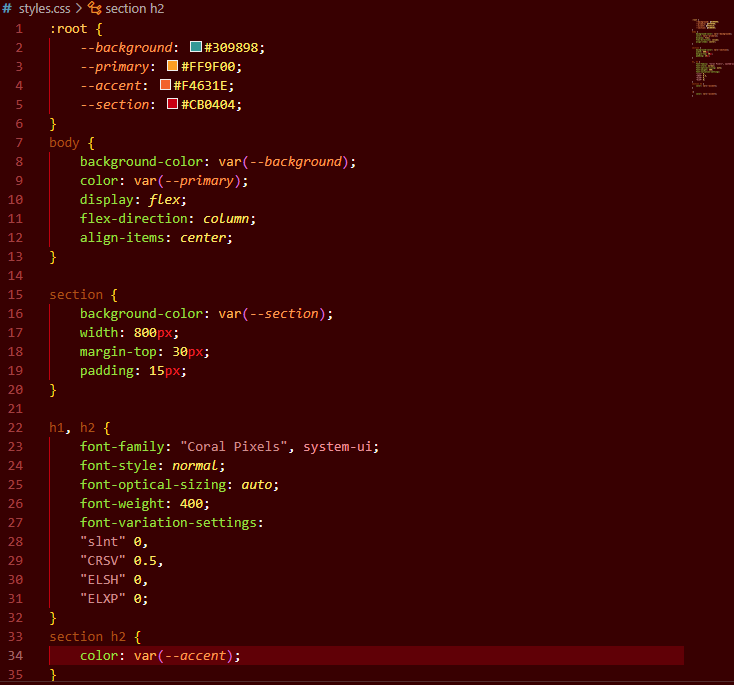 # styles.css > section h2
1 :root {
2 --background: #309898;
3 --primary: #FF9F00;
4 --accent: #F4631E;
5 --section: #CB0404;
6 }
7 body {
8 background-color: var(--background);
9 color: var(--primary);
10 display: flex;
11 flex-direction: column;
12 align-items: center;
13 }
14
15 section {
16 background-color: var(--section);
17 width: 800px;
18 margin-top: 30px;
19 padding: 15px;
20 }
21
22 h1, h2 {
23 font-family: "Coral Pixels", system-ui;
24 font-style: normal;
25 font-optical-sizing: auto;
26 font-weight: 400;
27 font-variation-settings:
28 "slnt" 0,
29 "CRSV" 0.5,
30 "ELSH" 0,
31 "ELXP" 0;
32 }
33 section h2 {
34 color: var(--accent);
35 }